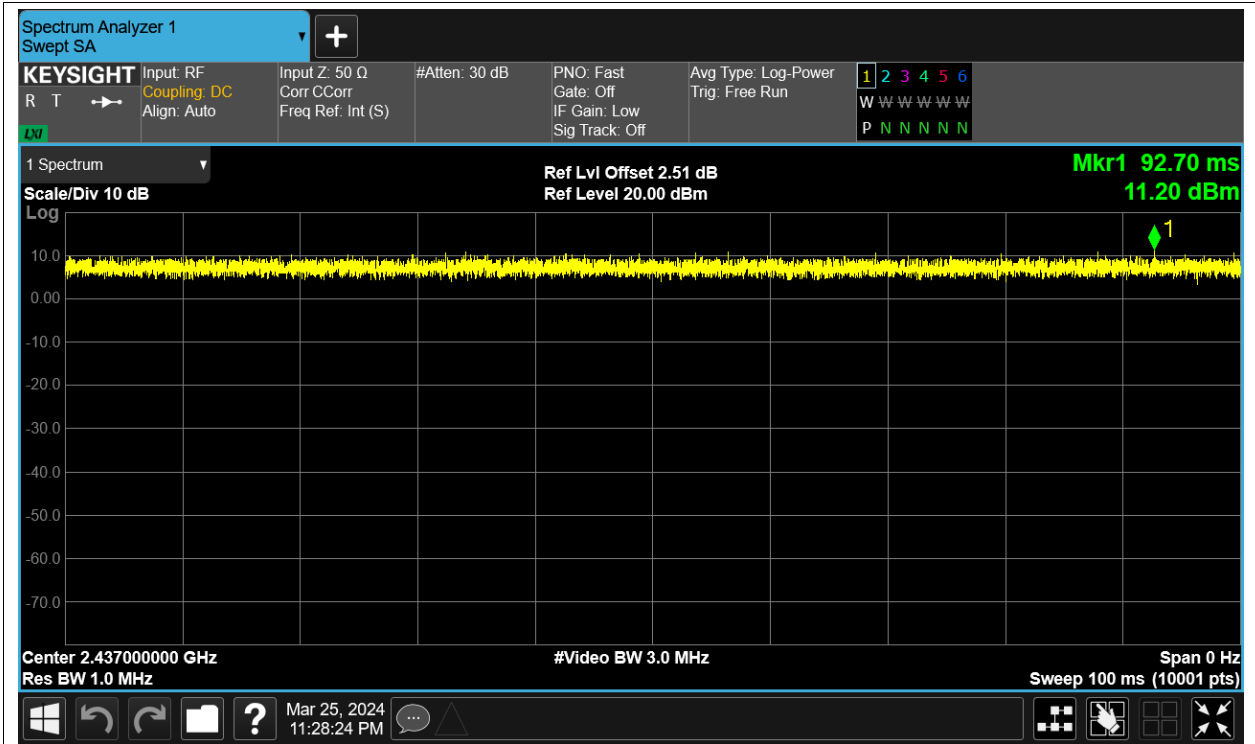 Spectrum Analyzer 1
Swept SA
KEYSIGHT
R T
LXI
Input: RF
Coupling: DC
Align: Auto
Input Z: 50 Ω
Corr CCorr
Freq Ref: Int (S)
#Atten: 30 dB
PNO: Fast
Gate: Off
IF Gain: Low
Sig Track: Off
Avg Type: Log-Power
Trig: Free Run
1 2 3 4 5 6
W W W W W W
P N N N N N
1 Spectrum
Scale/Div 10 dB
Log
Ref Lvl Offset 2.51 dB
Ref Level 20.00 dBm
Mkr1 92.70 ms
11.20 dBm
1
10.0
0.00
-10.0
-20.0
-30.0
-40.0
-50.0
-60.0
-70.0
Center 2.437000000 GHz
#Video BW 3.0 MHz
Span 0 Hz
Res BW 1.0 MHz
Sweep 100 ms (10001 pts)
?
Mar 25, 2024
11:28:24 PM